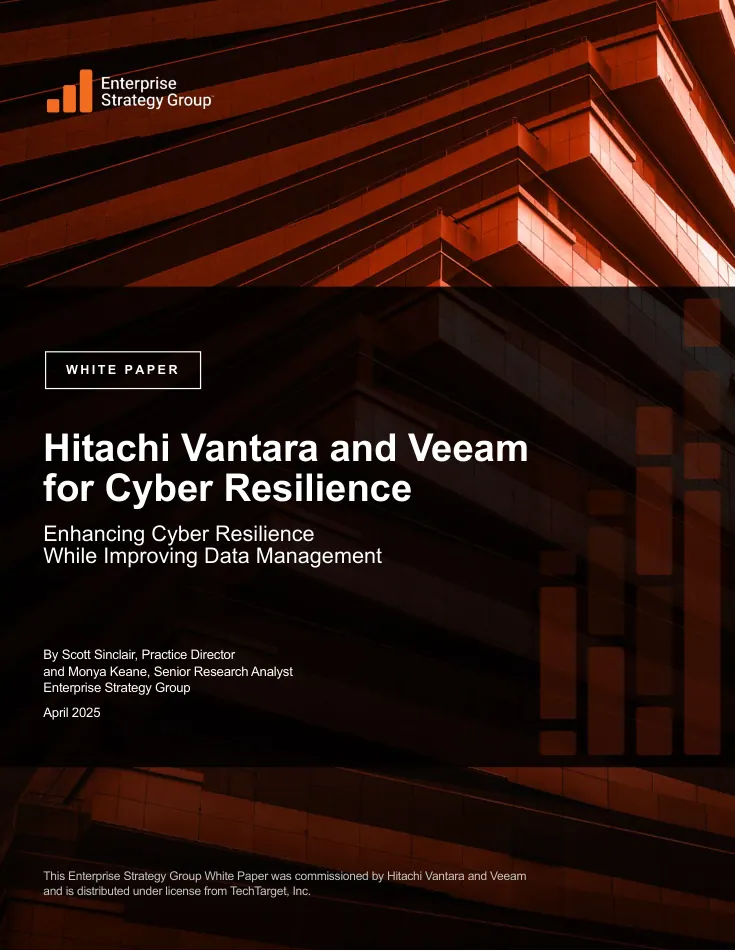 Enterprise
Strategy Group™
WHITE PAPER
Hitachi Vantara and Veeam
for Cyber Resilience
Enhancing Cyber Resilience
While Improving Data Management
By Scott Sinclair, Practice Director
and Monya Keane, Senior Research Analyst
Enterprise Strategy Group
April 2025
This Enterprise Strategy Group White Paper was commissioned by Hitachi Vantara and Veeam
and is distributed under license from TechTarget, Inc.